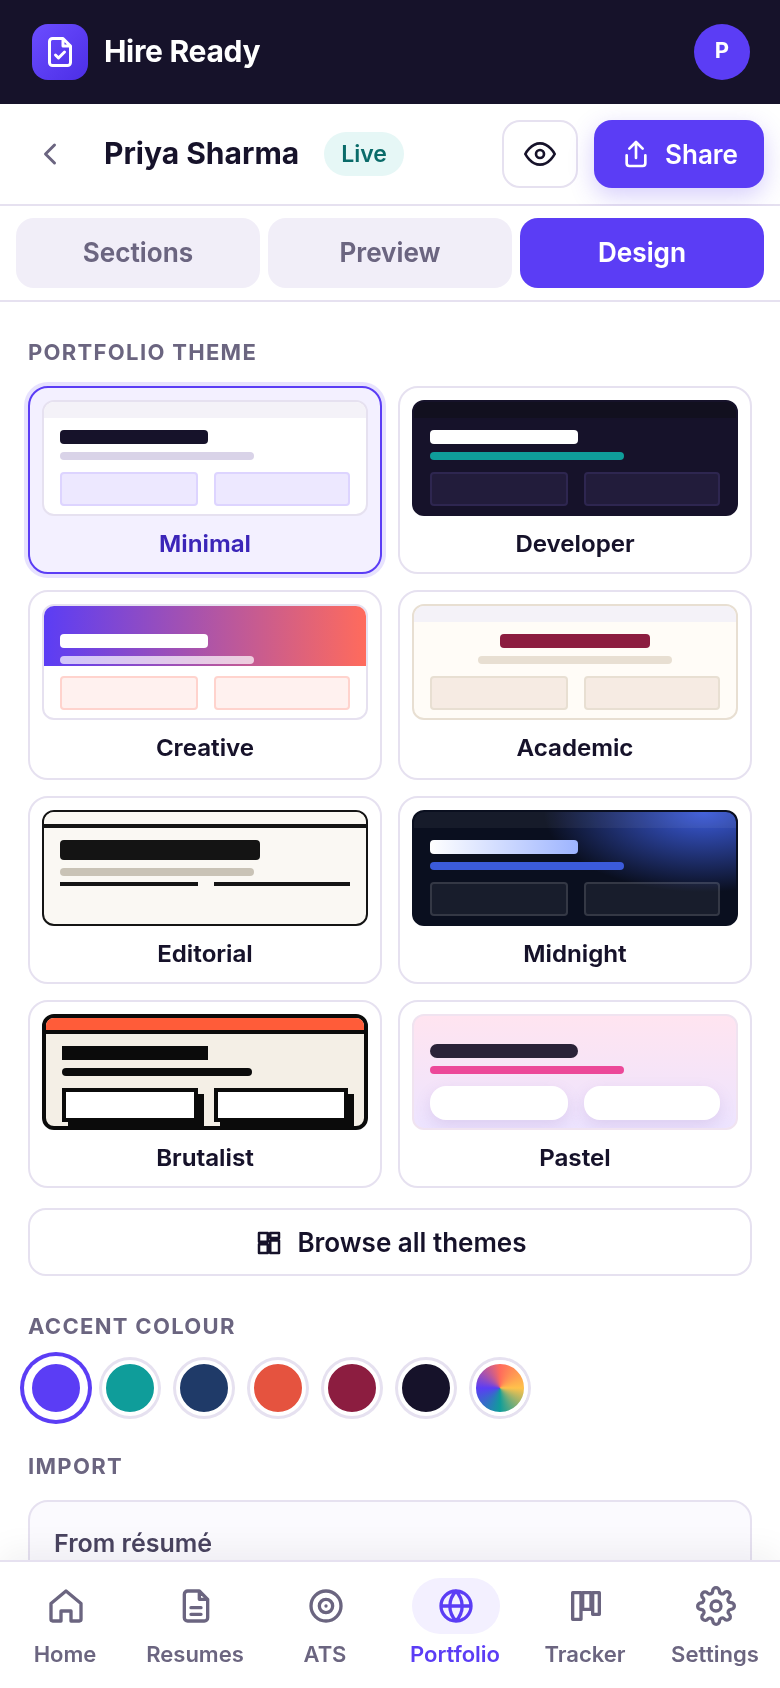 Hire Ready
P
Priya Sharma
Live
Share
Sections
Preview
Design
PORTFOLIO THEME
Minimal
Developer
Creative
Academic
Editorial
Midnight
Brutalist
Pastel
Browse all themes
ACCENT COLOUR
IMPORT
From résumé
Home
Resumes
ATS
Portfolio
Tracker
Settings